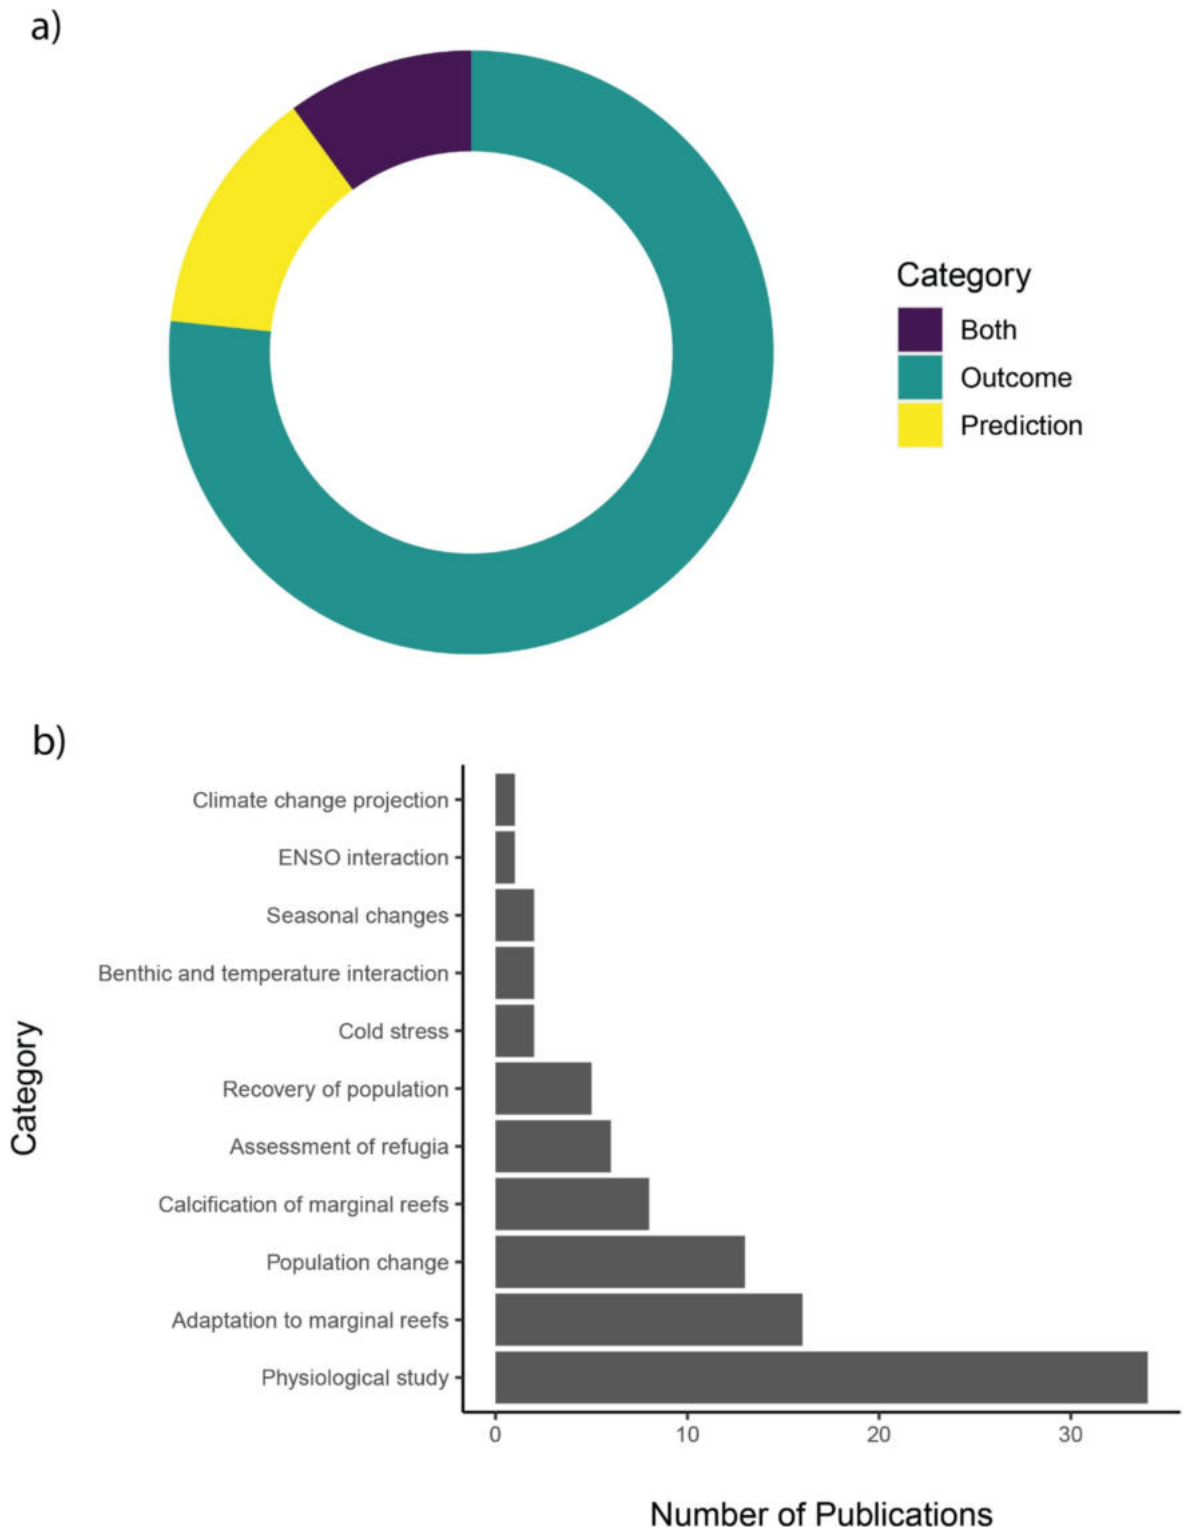 a)
Category
Both
Outcome
Prediction
b)
Category
Climate change projection
ENSO interaction
Seasonal changes
Benthic and temperature interaction
Cold stress
Recovery of population
Assessment of refugia
Calcification of marginal reefs
Population change
Adaptation to marginal reefs
Physiological study
0 10 20 30
Number of Publications